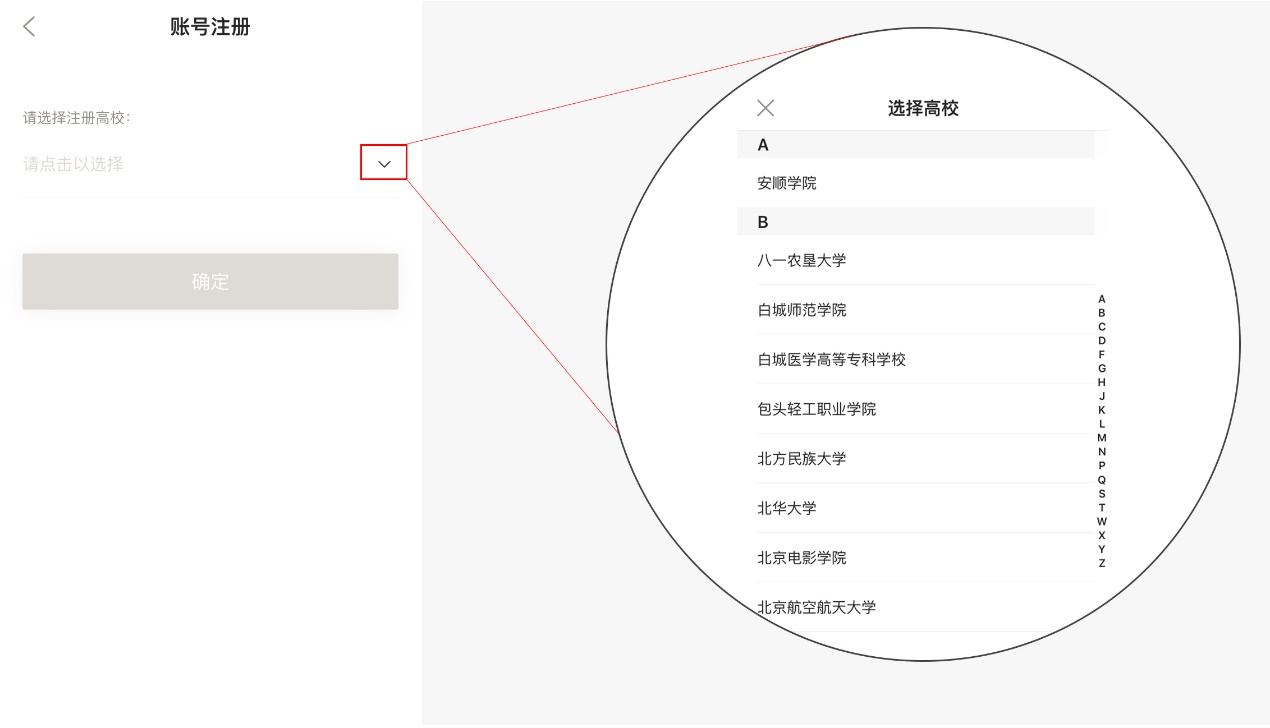 账号注册
请选择注册高校：
请点击以选择
确定
选择高校
A
安顺学院
B
八一农垦大学
白城师范学院
白城医学高等专科学校
包头轻工职业学院
北方民族大学
北华大学
北京电影学院
北京航空航天大学
A
B
C
D
F
G
H
J
K
L
M
N
P
Q
S
T
W
X
Y
Z